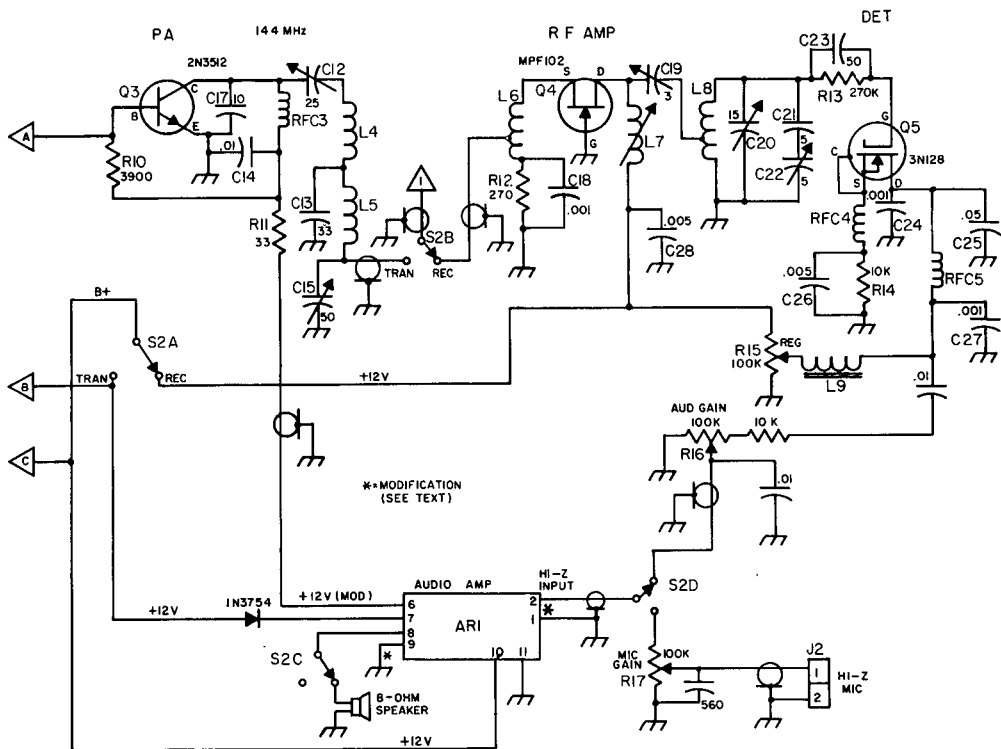 PA
144 MHz
RF AMP
DET
2N3512
Q3
B
C
E
C17
10
RFC3
C12
25
.01
C14
A
R10
3900
L4
C13
33
L5
R11
33
C15
50
1
S2B
TRAN
REC
MPF102
Q4
S
D
G
L6
R12
270
C18
.001
C19
3
L7
.005
C28
L8
15
C20
C21
5
C22
5
C23
50
R13
270K
G
Q5
3N128
C
S
D
.001
C24
RFC4
.005
C26
10K
R14
.05
C25
RFC5
.001
C27
B+
S2A
TRAN
REC
+12V
B
C
R15
100K
REG
L9
.01
AUD GAIN
100K
10K
R16
.01
*=MODIFICATION
(SEE TEXT)
AUDIO AMP
HI-Z
INPUT
+12V (MOD)
+12V
1N3754
6
7
8
9
10
11
2
1
AR1
*
*
S2C
8-OHM
SPEAKER
+12V
S2D
MIC
GAIN
R17
100K
560
J2
1
2
HI-Z
MIC